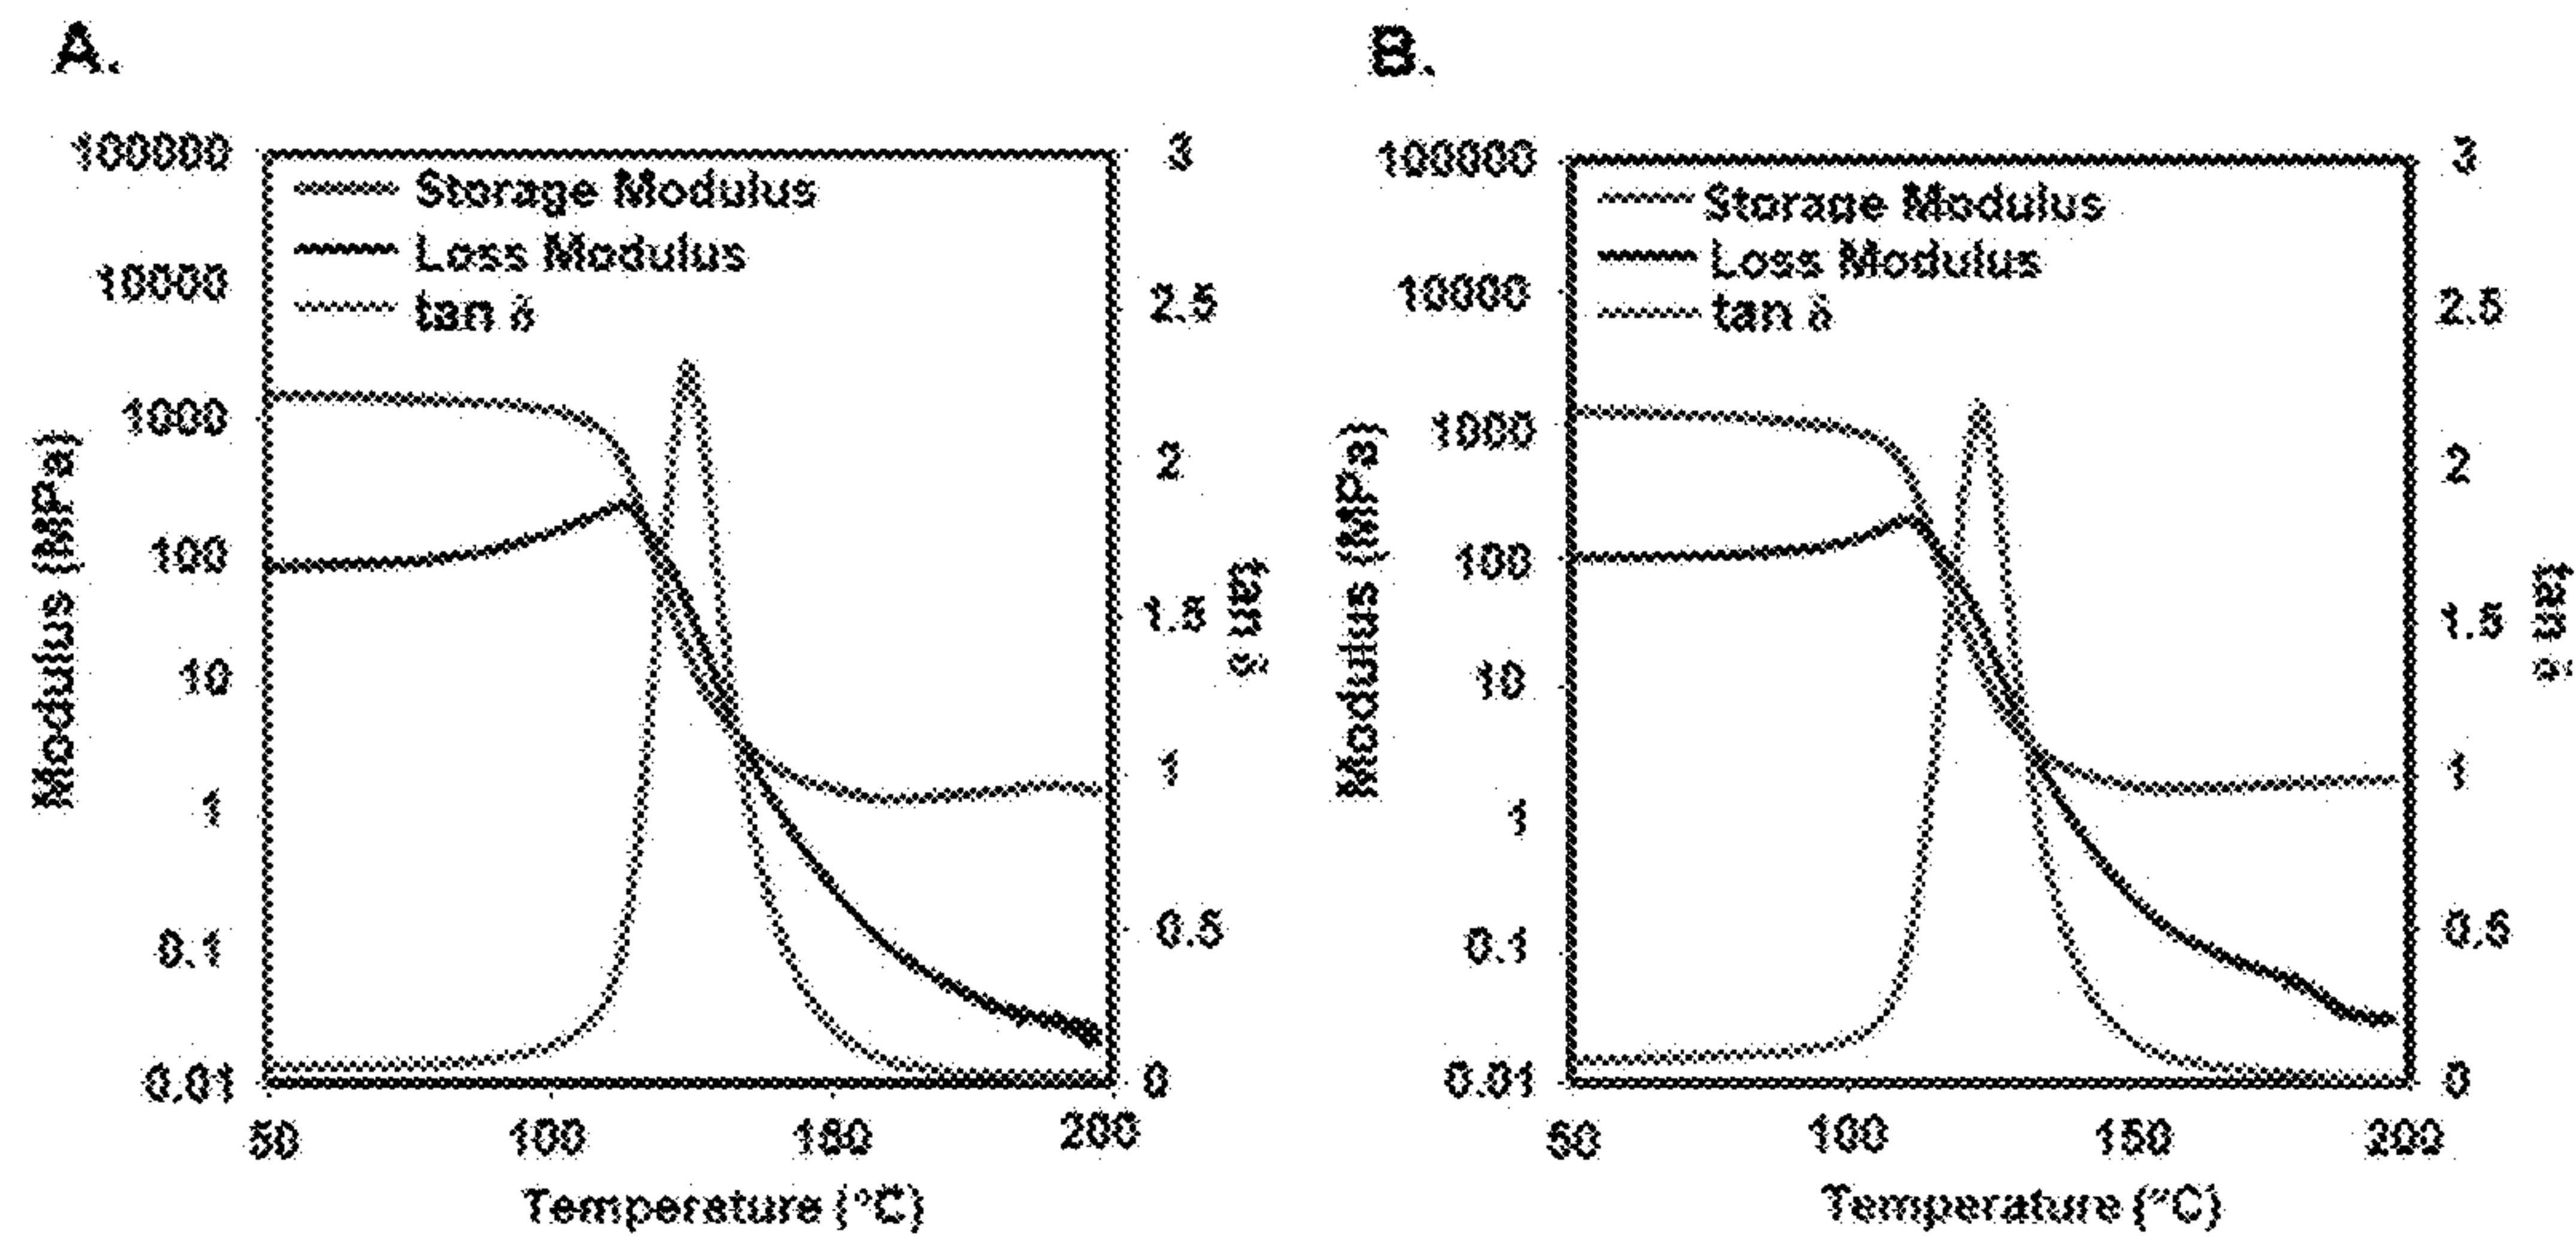 A.
100000
10000
1000
100
10
1
0.1
0.01
Modulus (MPa)
Storage Modulus
Loss Modulus
tan δ
3
2.5
2
1.5
1
0.5
0
tan δ
50 100 150 200
Temperature (°C)
B.
100000
10000
1000
100
10
1
0.1
0.01
Modulus (MPa)
Storage Modulus
Loss Modulus
tan δ
3
2.5
2
1.5
1
0.5
0
tan δ
50 100 150 200
Temperature (°C)